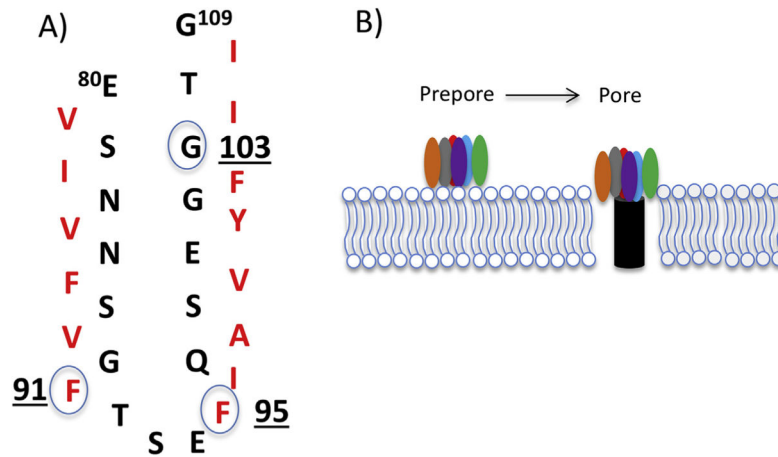 A)
B)
G¹⁰⁹
I
⁸⁰E T I
V
S G 103
I F
N G
V Y
N E
F V
S S
V A
G Q
91 F I
T F 95
S E
Prepore Pore